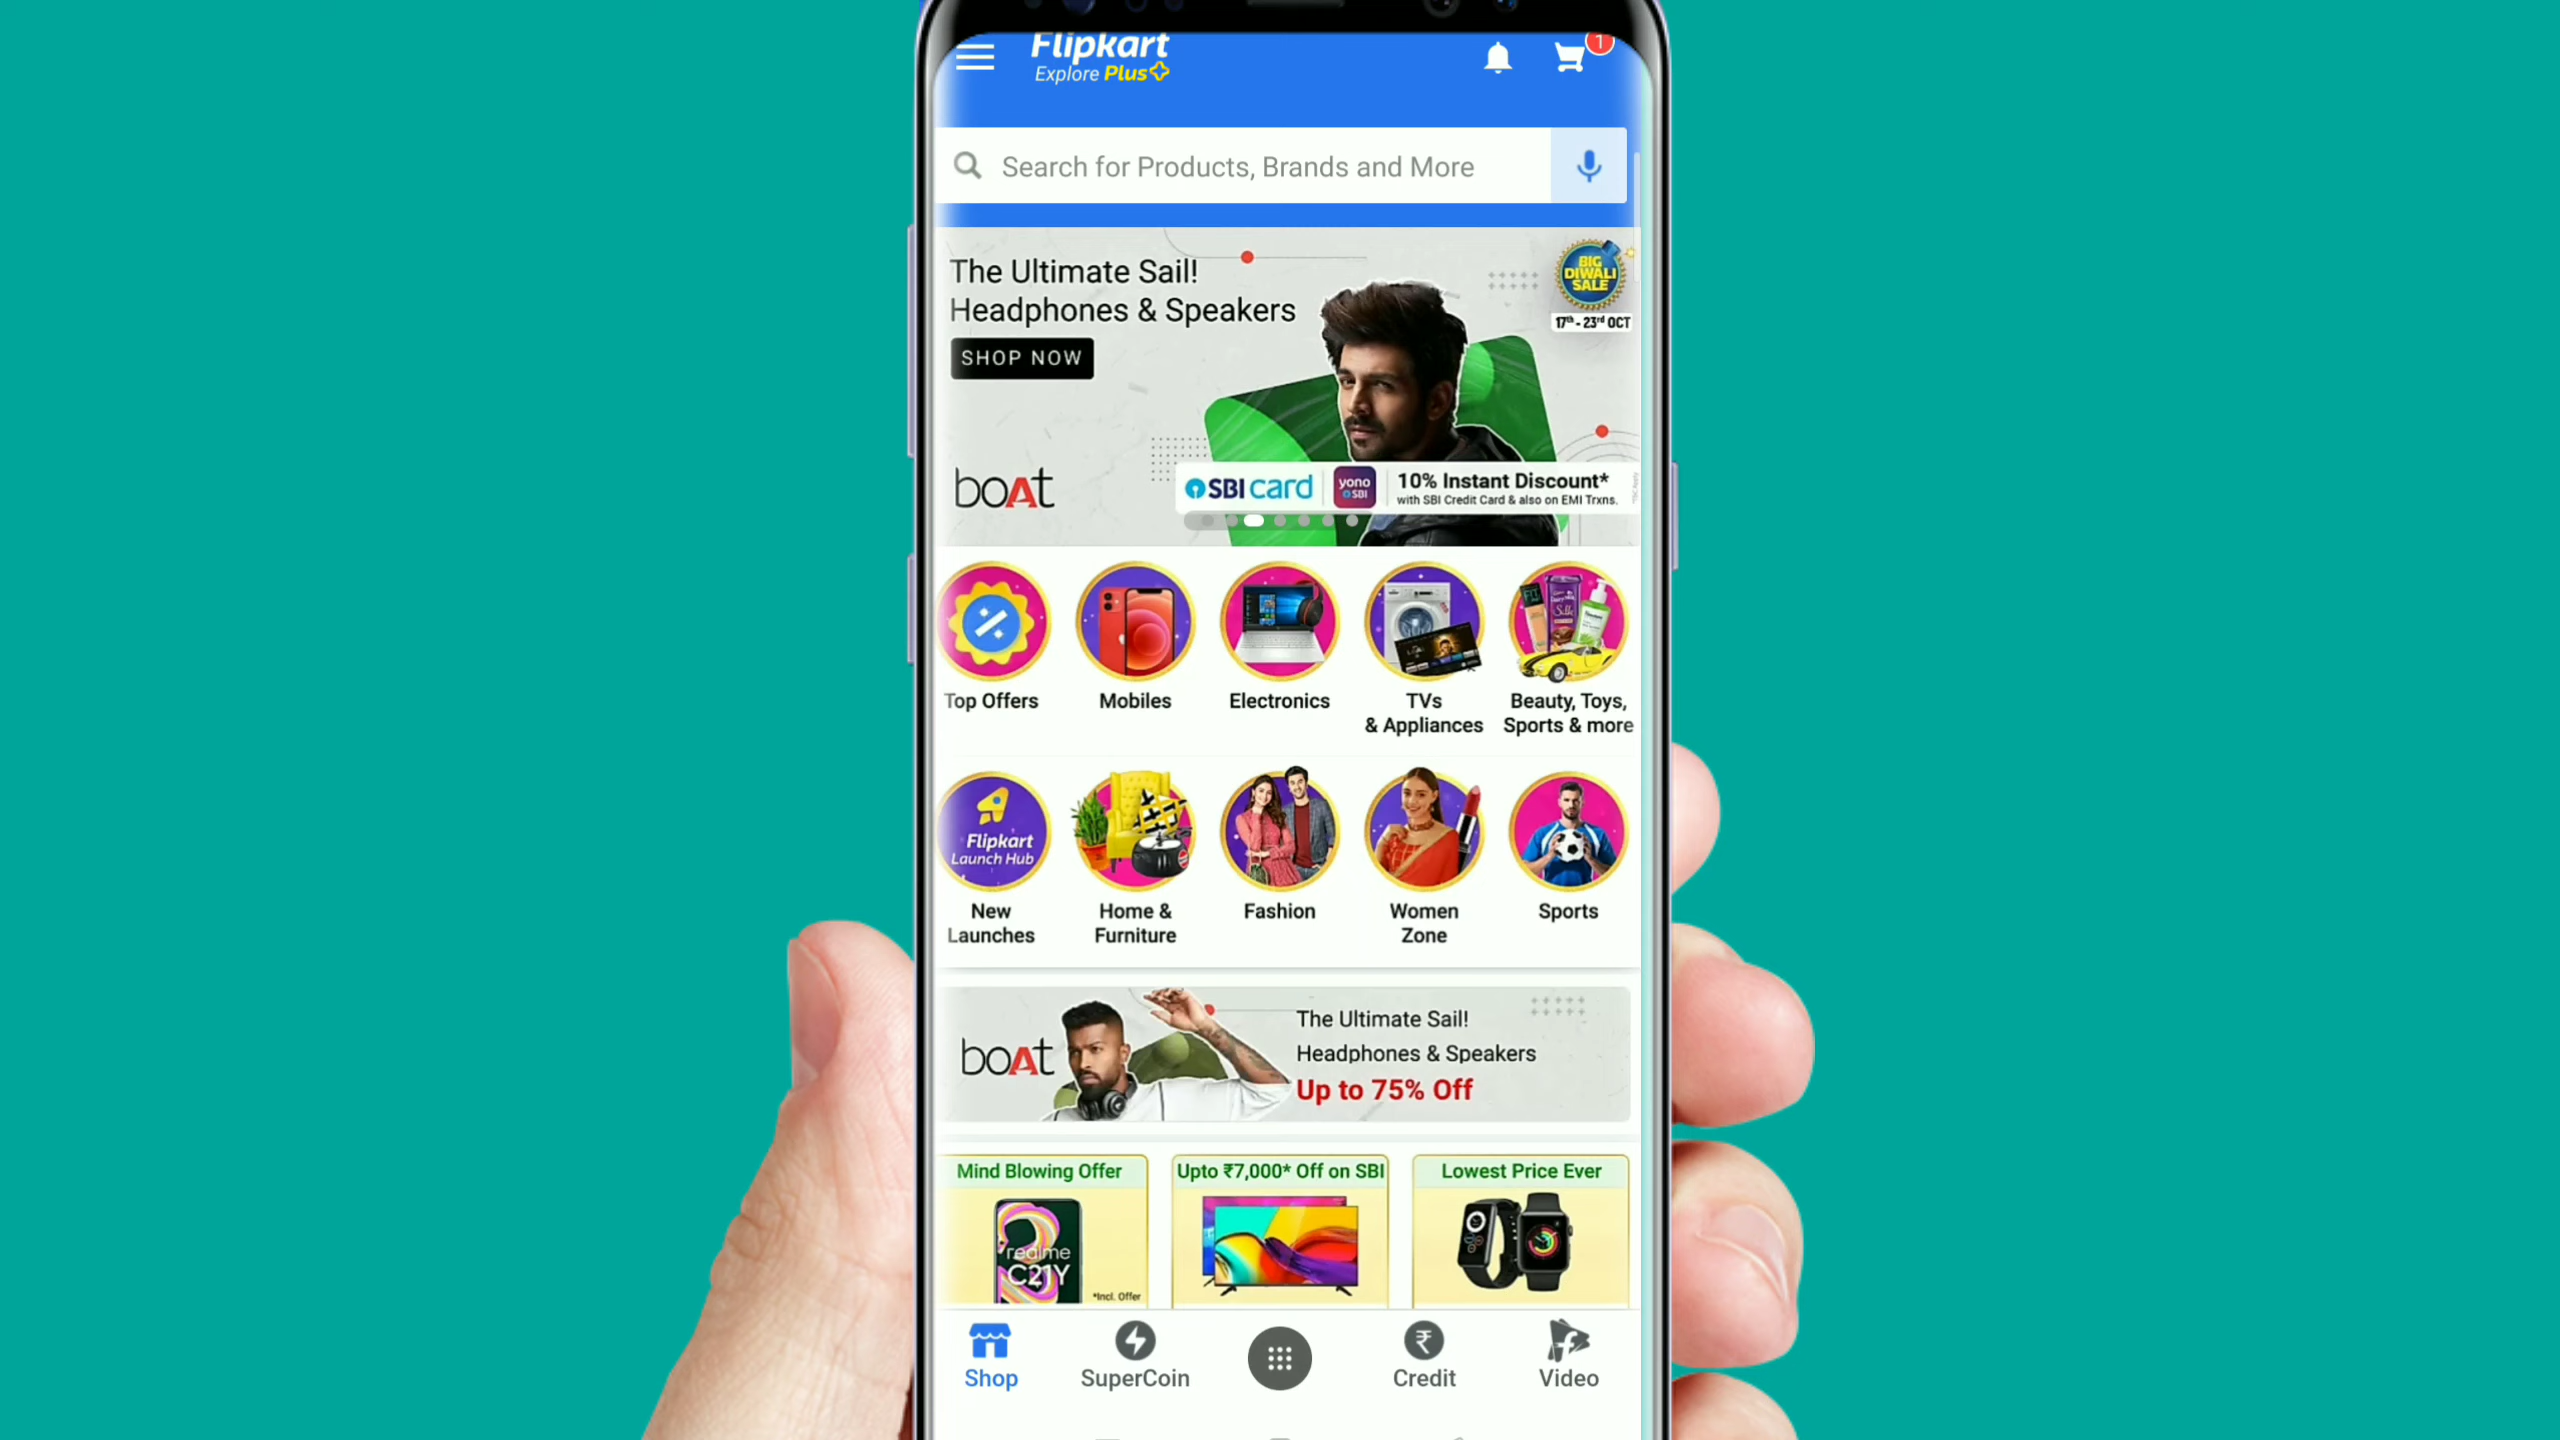 Flipkart
1
Explore Plus
Search for Products, Brands and More
The Ultimate Sail!
Headphones & Speakers
SHOP NOW
BIG
DIWALI
SALE
17th - 23rd OCT
boAt
SBI card
yono
SBI
10% Instant Discount*
with SBI Credit Card & also on EMI Trxns.
Top Offers
Mobiles
Electronics
TVs
& Appliances
Beauty, Toys,
Sports & more
Flipkart
Launch Hub
New
Launches
Home &
Furniture
Fashion
Women
Zone
Sports
boAt
The Ultimate Sail!
Headphones & Speakers
Up to 75% Off
Mind Blowing Offer
Upto ₹7,000* Off on SBI
Lowest Price Ever
realme
C21Y
*Incl. Offer
Shop
SuperCoin
Credit
Video